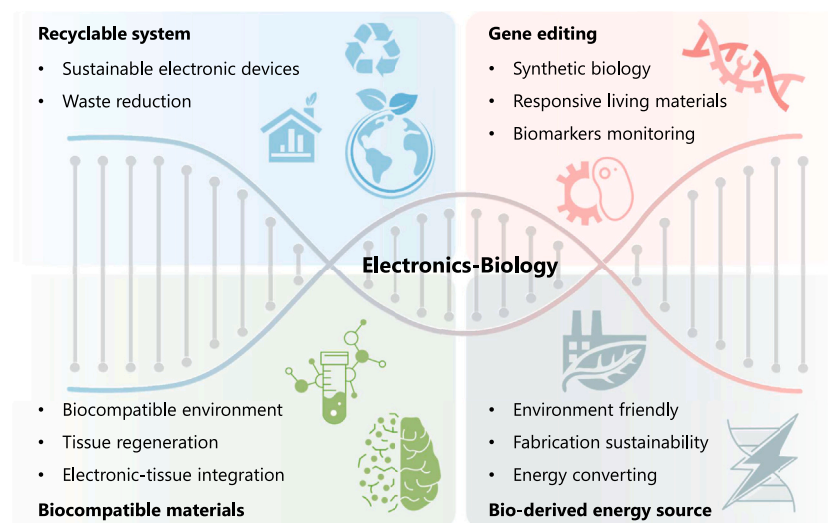 Recyclable system
• Sustainable electronic devices
• Waste reduction
Gene editing
• Synthetic biology
• Responsive living materials
• Biomarkers monitoring
Electronics-Biology
• Biocompatible environment
• Tissue regeneration
• Electronic-tissue integration
Biocompatible materials
• Environment friendly
• Fabrication sustainability
• Energy converting
Bio-derived energy source